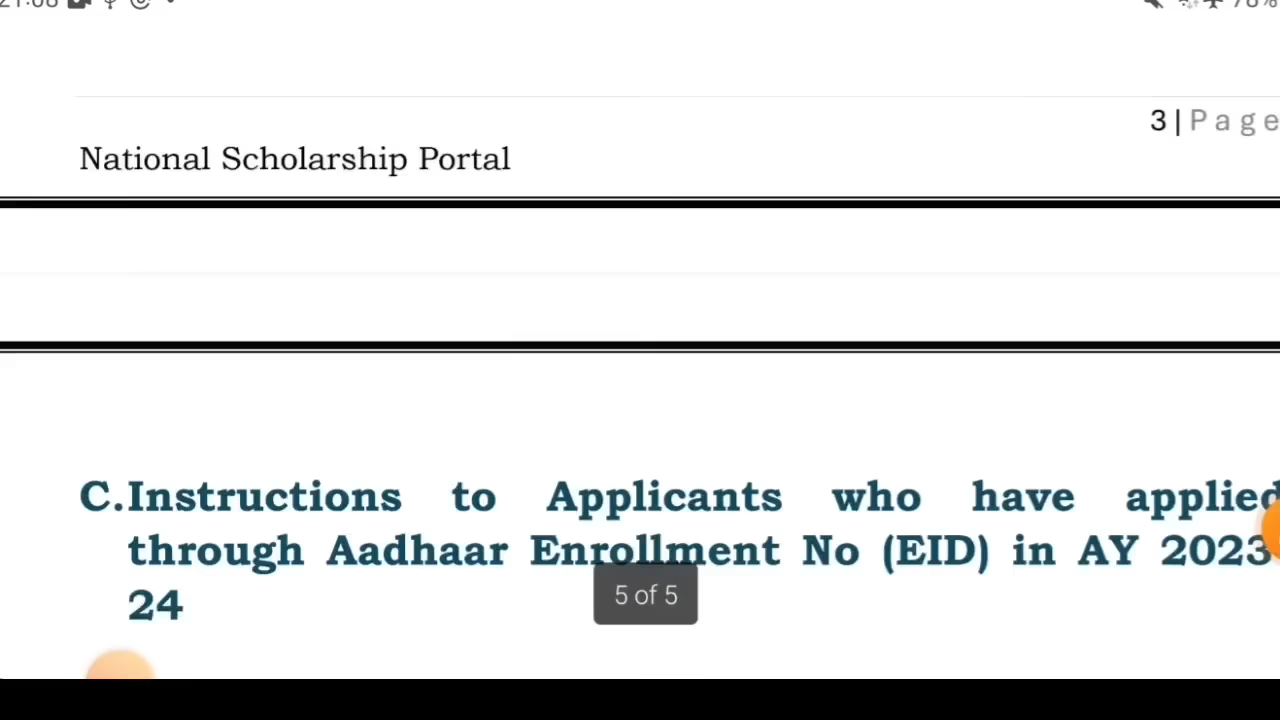 3 | P a g e
National Scholarship Portal
C.Instructions to Applicants who have applied
through Aadhaar Enrollment No (EID) in AY 2023
24
5 of 5